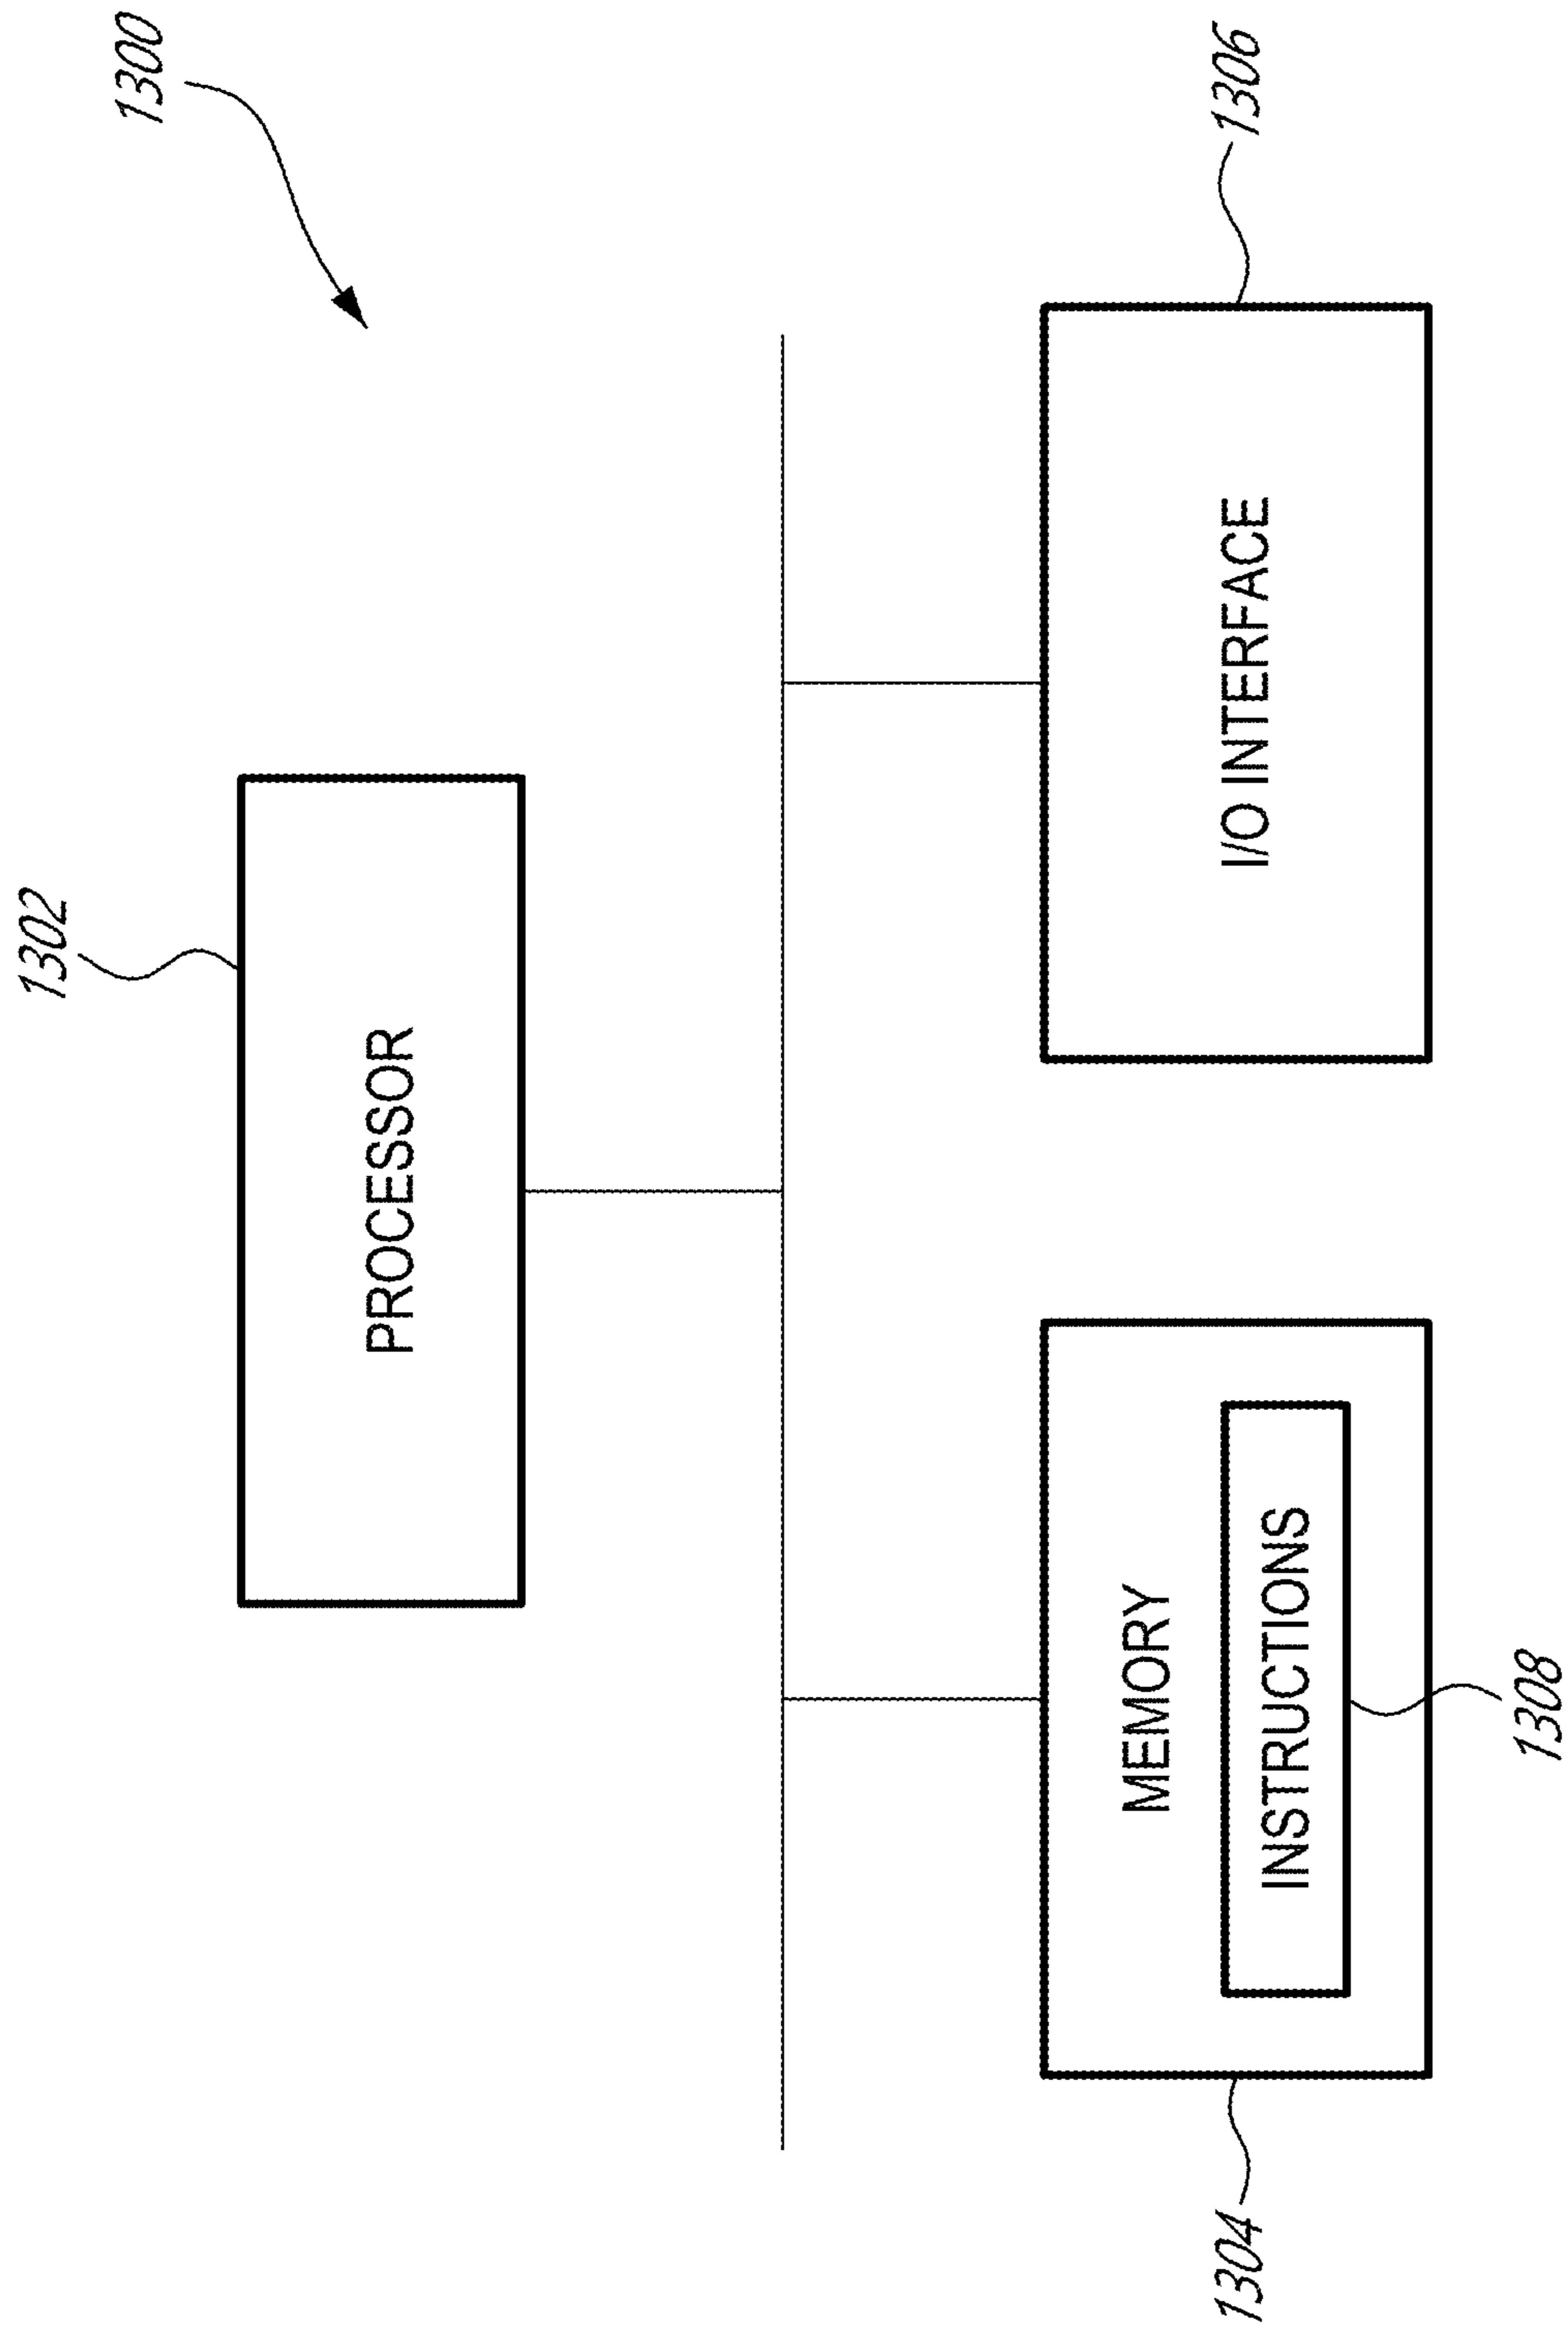 1300
1302
PROCESSOR
MEMORY
INSTRUCTIONS
I/O INTERFACE
1304
1306
1308